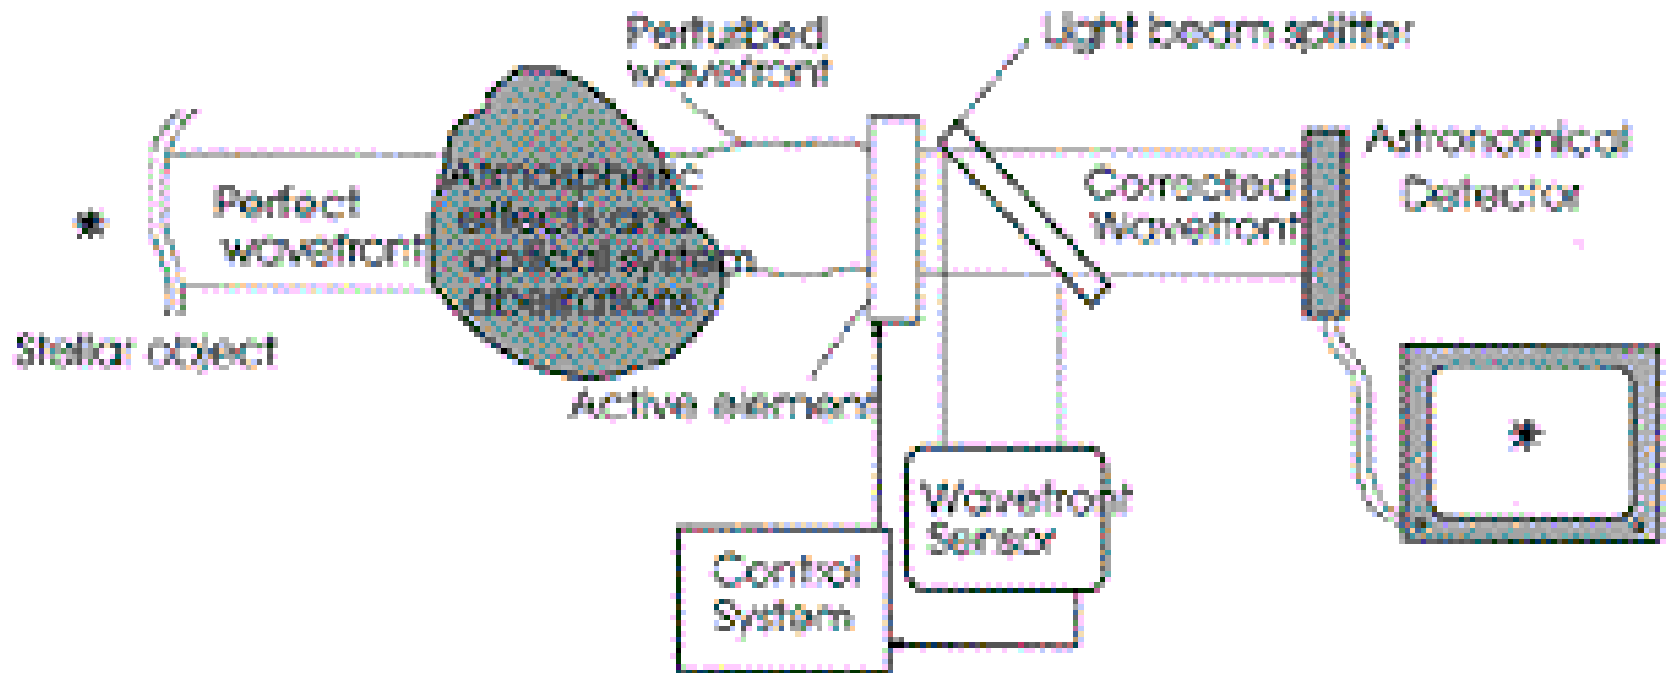 Perturbed
wavefront
Light beam splitter
Astronomical
Detector
Perfect
wavefront
Atmospheric
effects and
optical system
aberrations
Corrected
Wavefront
Stellar object
Active element
Wavefront
Sensor
Control
System